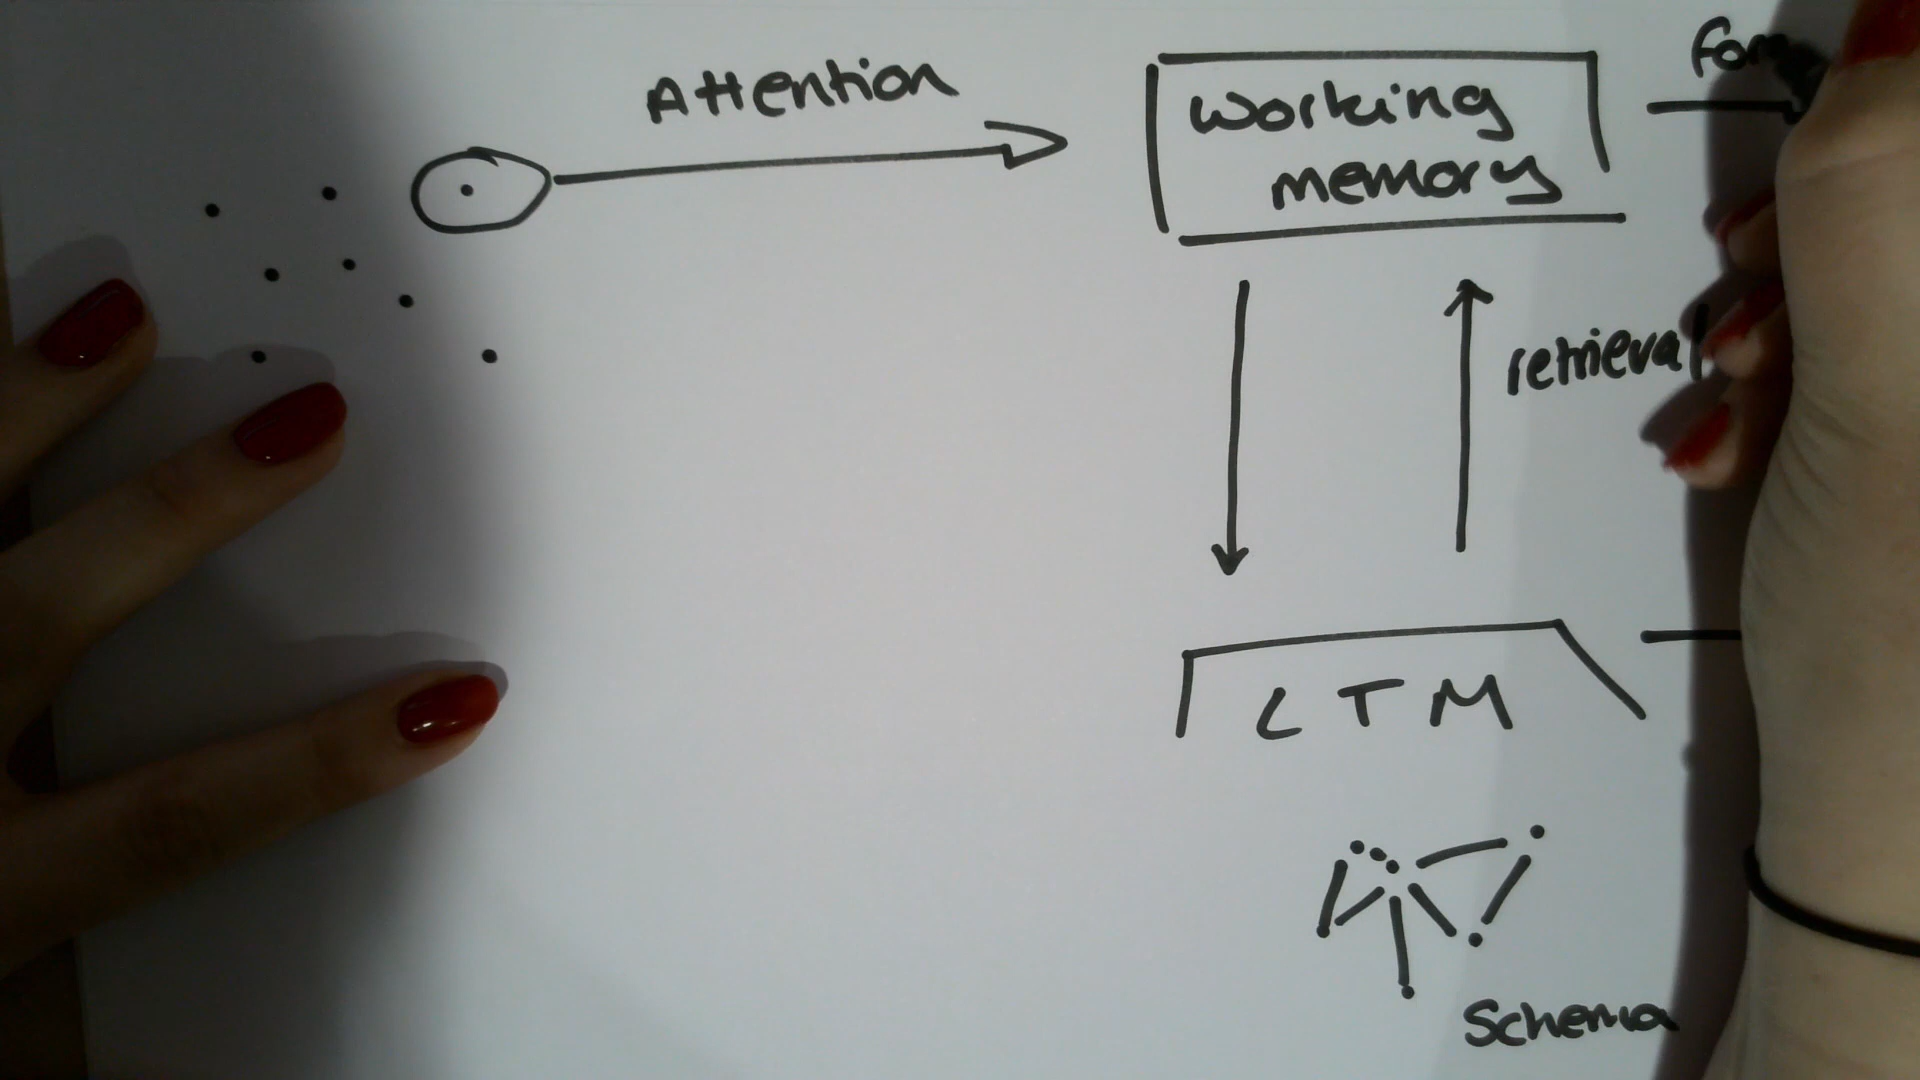 Attention
working
memory
retrieval
LTM
Schema